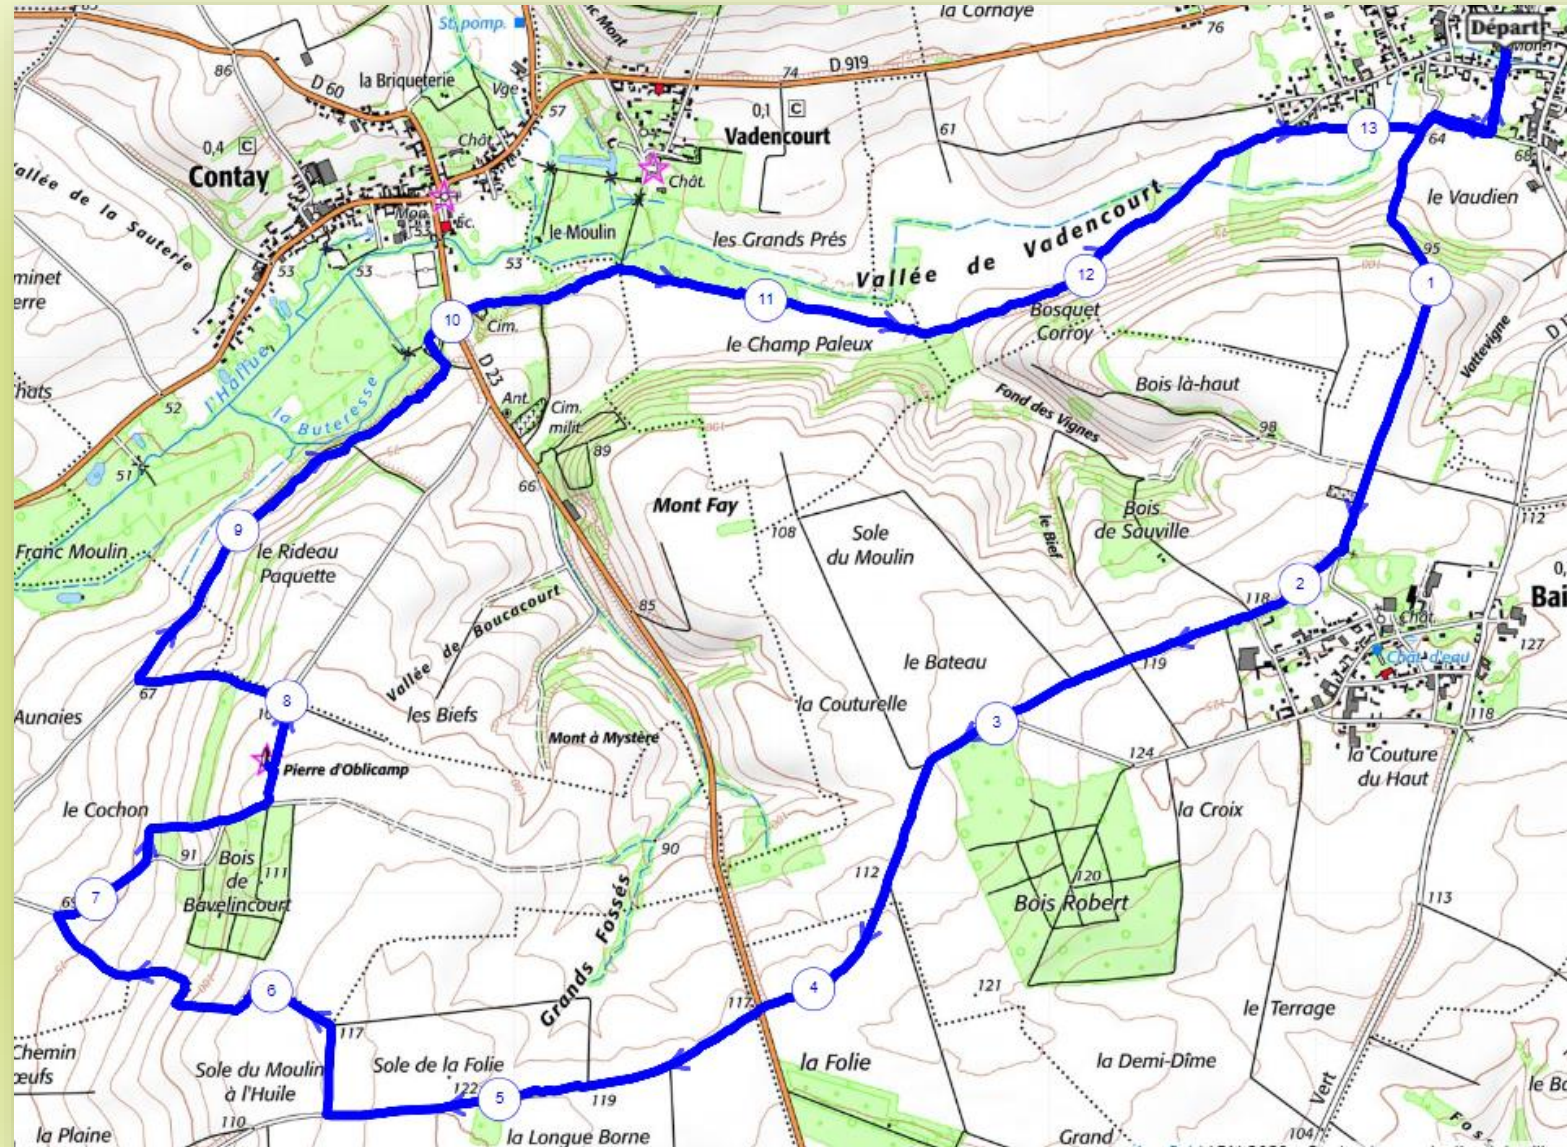 la Cornaye
76
Départ
St. pomp.
Mont
86
la Briqueterie
D 60
Vge
74
D 919
57
0,1 C
Vadencourt
61
13
64
68
0,4 C
Contay
Chât.
Chât.
le Vaudien
Vallée de la Sauterie
Mon.
Éc.
le Moulin
les Grands Prés
Vallée de Vadencourt
95
53
53
53
12
1
11
Bosquet
Corroy
10
Cim.
le Champ Paleux
l'Hallue
D 23
Vattevigne
Bois là-haut
52
la Buteresse
Ant.
Cim.
milit.
Fond des Vignes
98
89
51
66
Mont Fay
Bois
de Sauville
112
9
108
Sole
du Moulin
le Bief
Franc Moulin
le Rideau
Paquette
2
118
85
Vallée de Boucacourt
Bai
Chât.
127
le Bateau
119
Chât. d'eau
67
8
Aunaies
les Biefs
la Couturelle
3
118
Mont à Mystère
124
Pierre d'Oblicamp
la Couture
du Haut
le Cochon
la Croix
91
Bois
de
Bavelincourt
111
90
112
120
Bois Robert
7
69
113
Grands Fossés
6
4
121
117
117
le Terrage
Chemin
œufs
Sole du Moulin
à l'Huile
Sole de la Folie
la Folie
la Demi-Dîme
122
5
119
Vert
110
la Plaine
la Longue Borne
Grand
104